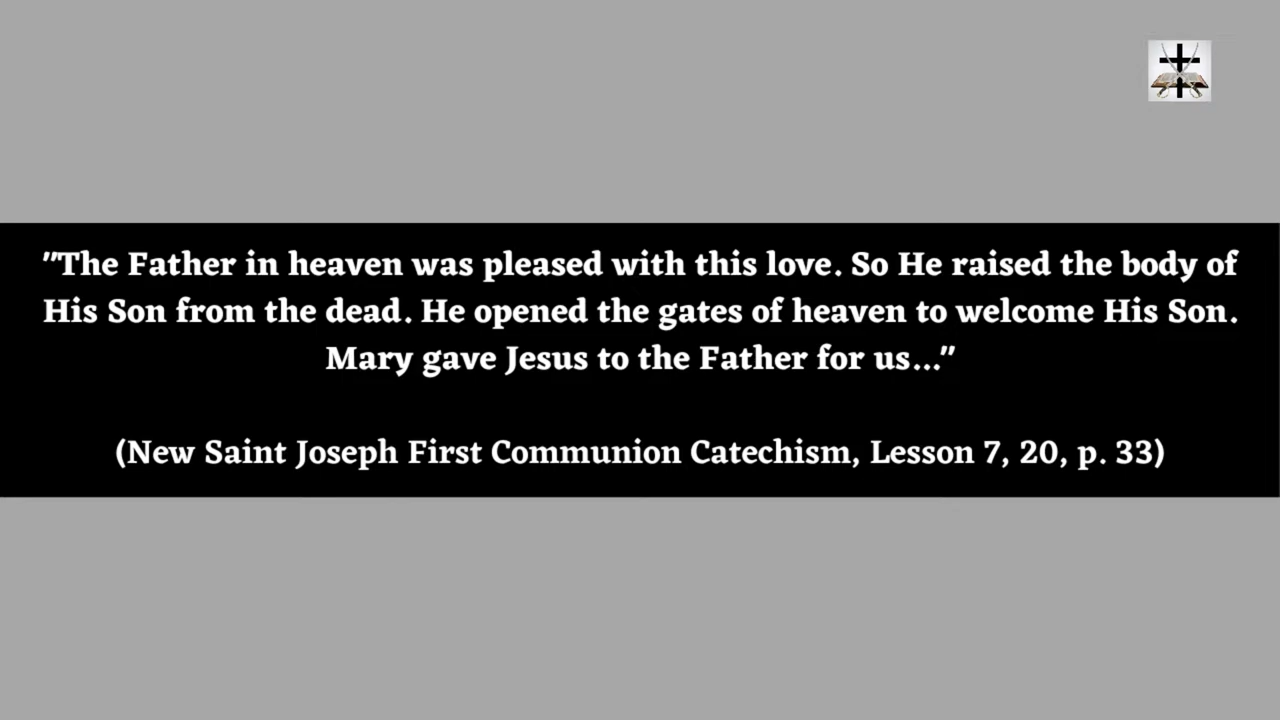 "The Father in heaven was pleased with this love. So He raised the body of
His Son from the dead. He opened the gates of heaven to welcome His Son.
Mary gave Jesus to the Father for us..."
(New Saint Joseph First Communion Catechism, Lesson 7, 20, p. 33)